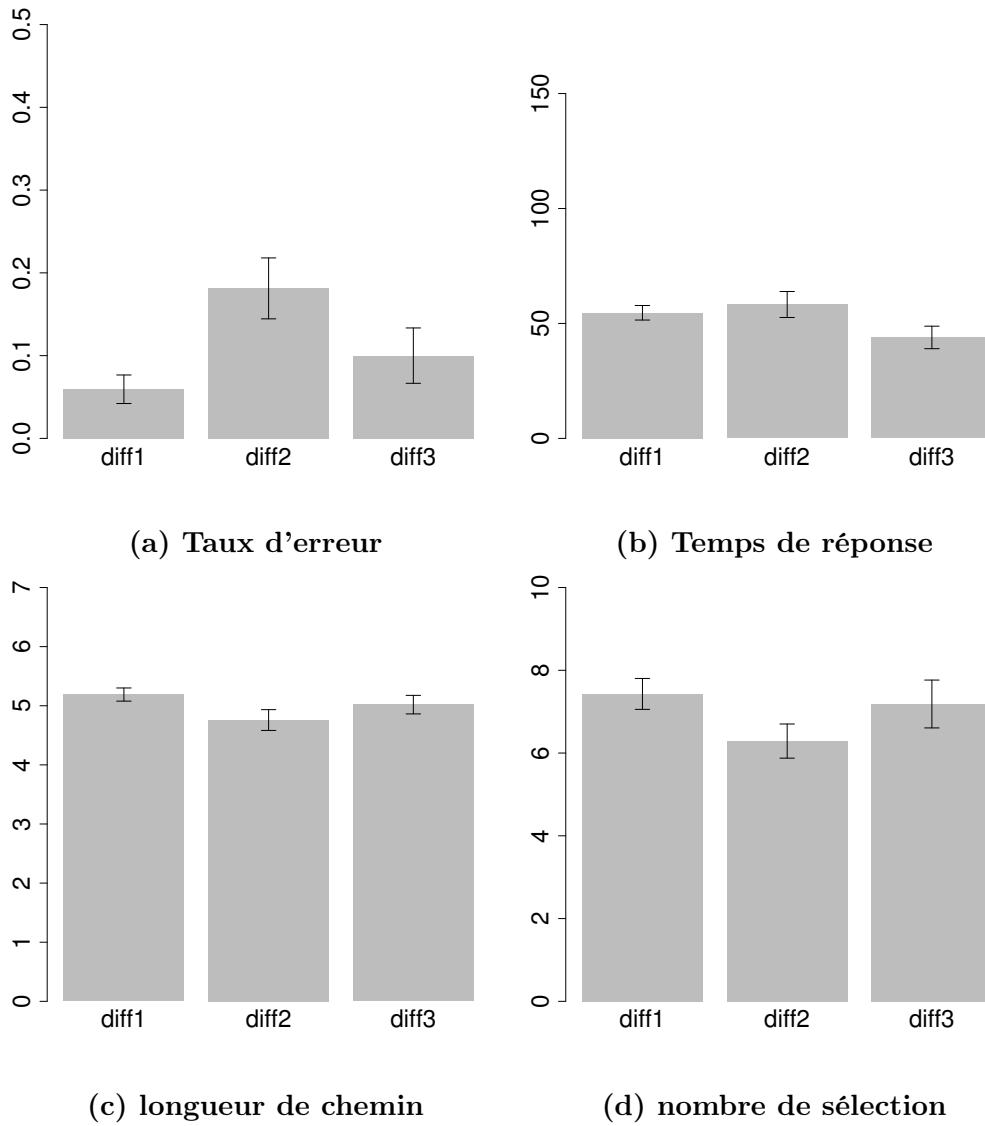 0.0 0.1 0.2 0.3 0.4 0.5
diff1 diff2 diff3
(a) Taux d'erreur
0 50 100 150
diff1 diff2 diff3
(b) Temps de réponse
0 1 2 3 4 5 6 7
diff1 diff2 diff3
(c) longueur de chemin
0 2 4 6 8 10
diff1 diff2 diff3
(d) nombre de sélection